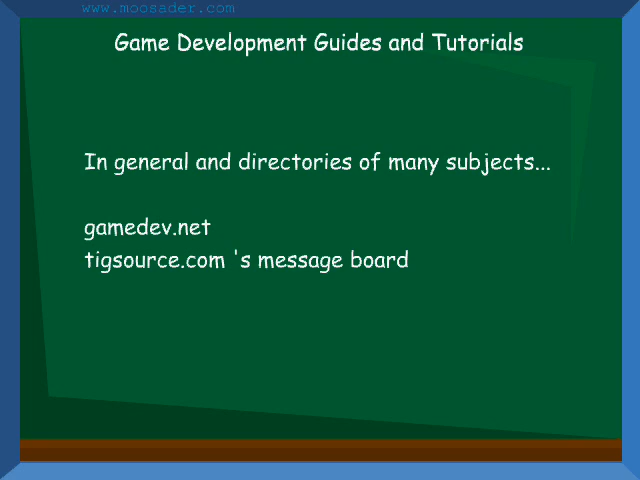 www.moosader.com
Game Development Guides and Tutorials
In general and directories of many subjects...
gamedev.net
tigsource.com 's message board